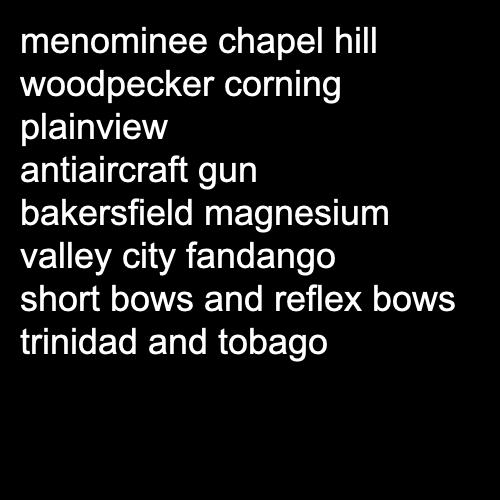 menominee chapel hill
woodpecker corning
plainview
antiaircraft gun
bakersfield magnesium
valley city fandango
short bows and reflex bows
trinidad and tobago